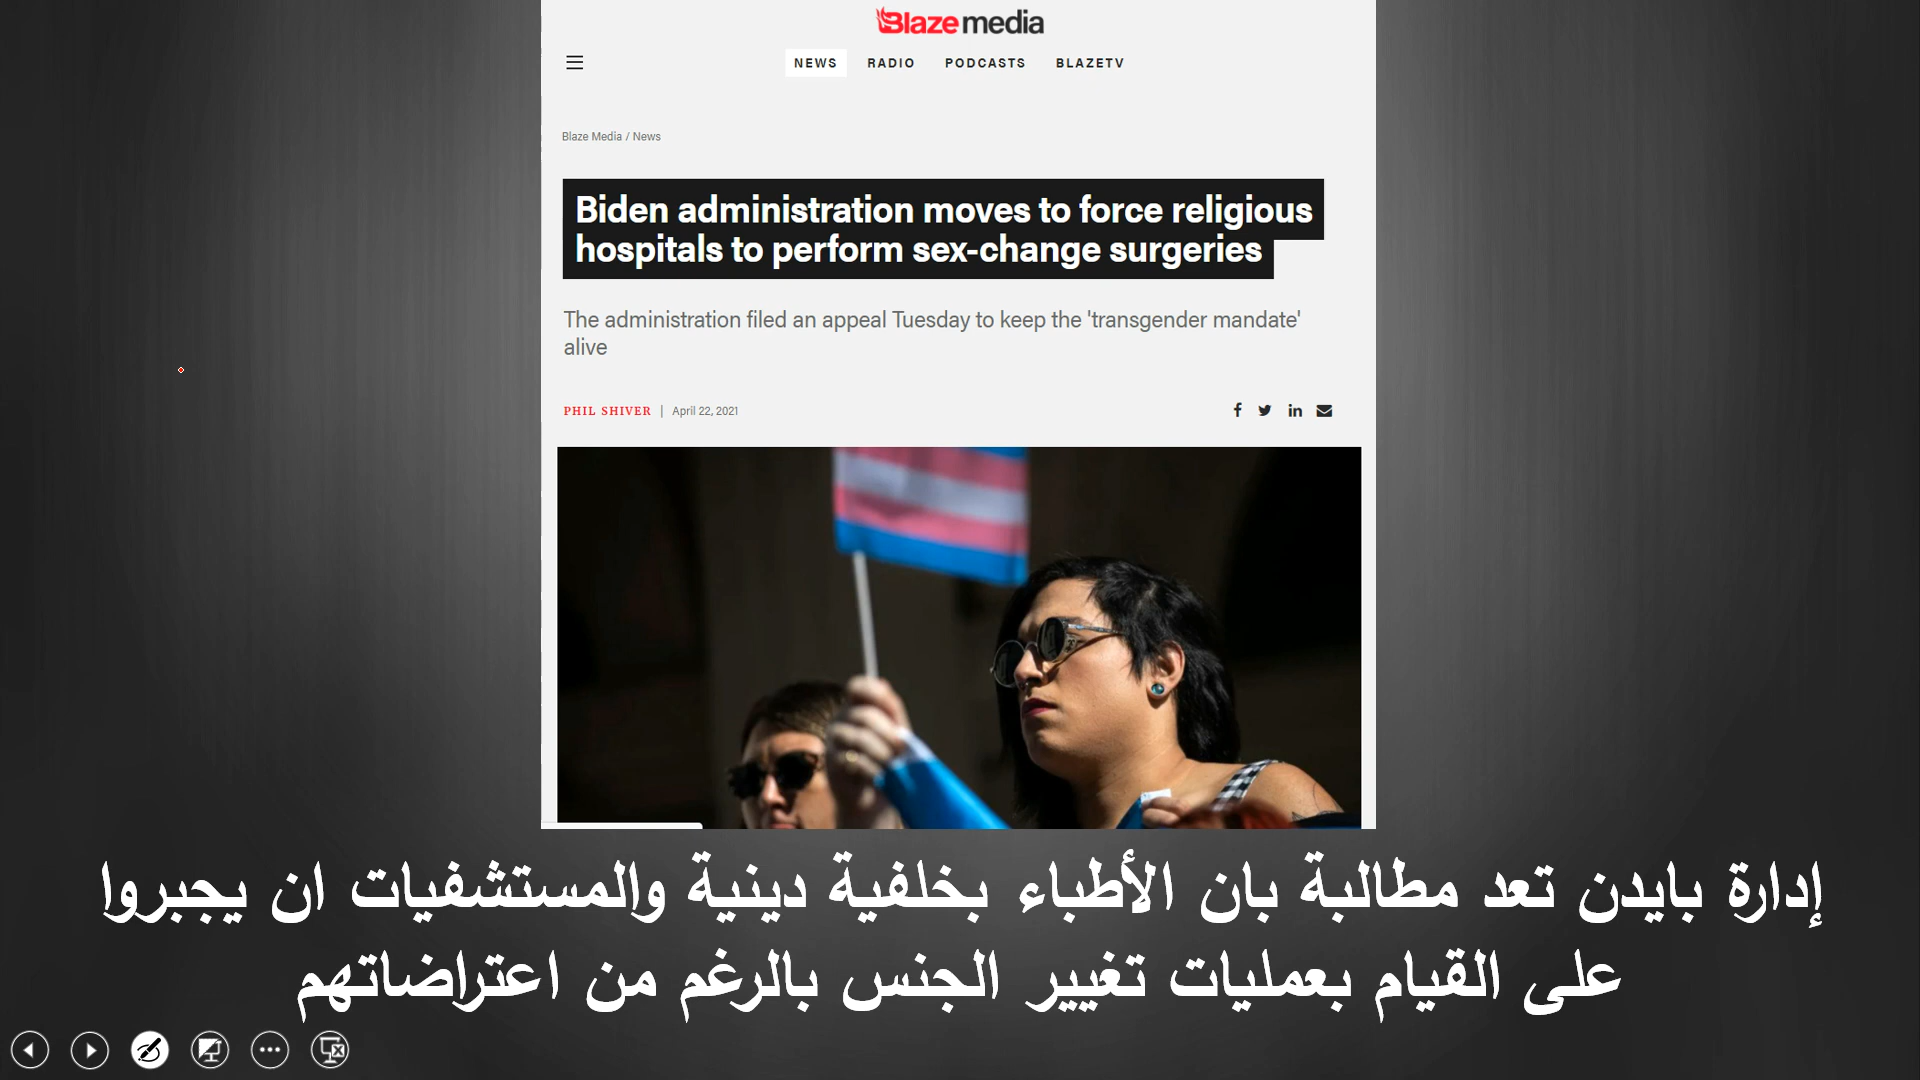 Blaze media
NEWS RADIO PODCASTS BLAZETV
Blaze Media / News
Biden administration moves to force religious
hospitals to perform sex-change surgeries
The administration filed an appeal Tuesday to keep the 'transgender mandate'
alive
PHIL SHIVER | April 22, 2021
إدارة بايدن تعد مطالبة بان الأطباء بخلفية دينية والمستشفيات ان يجبروا
على القيام بعمليات تغيير الجنس بالرغم من اعتراضاتهم